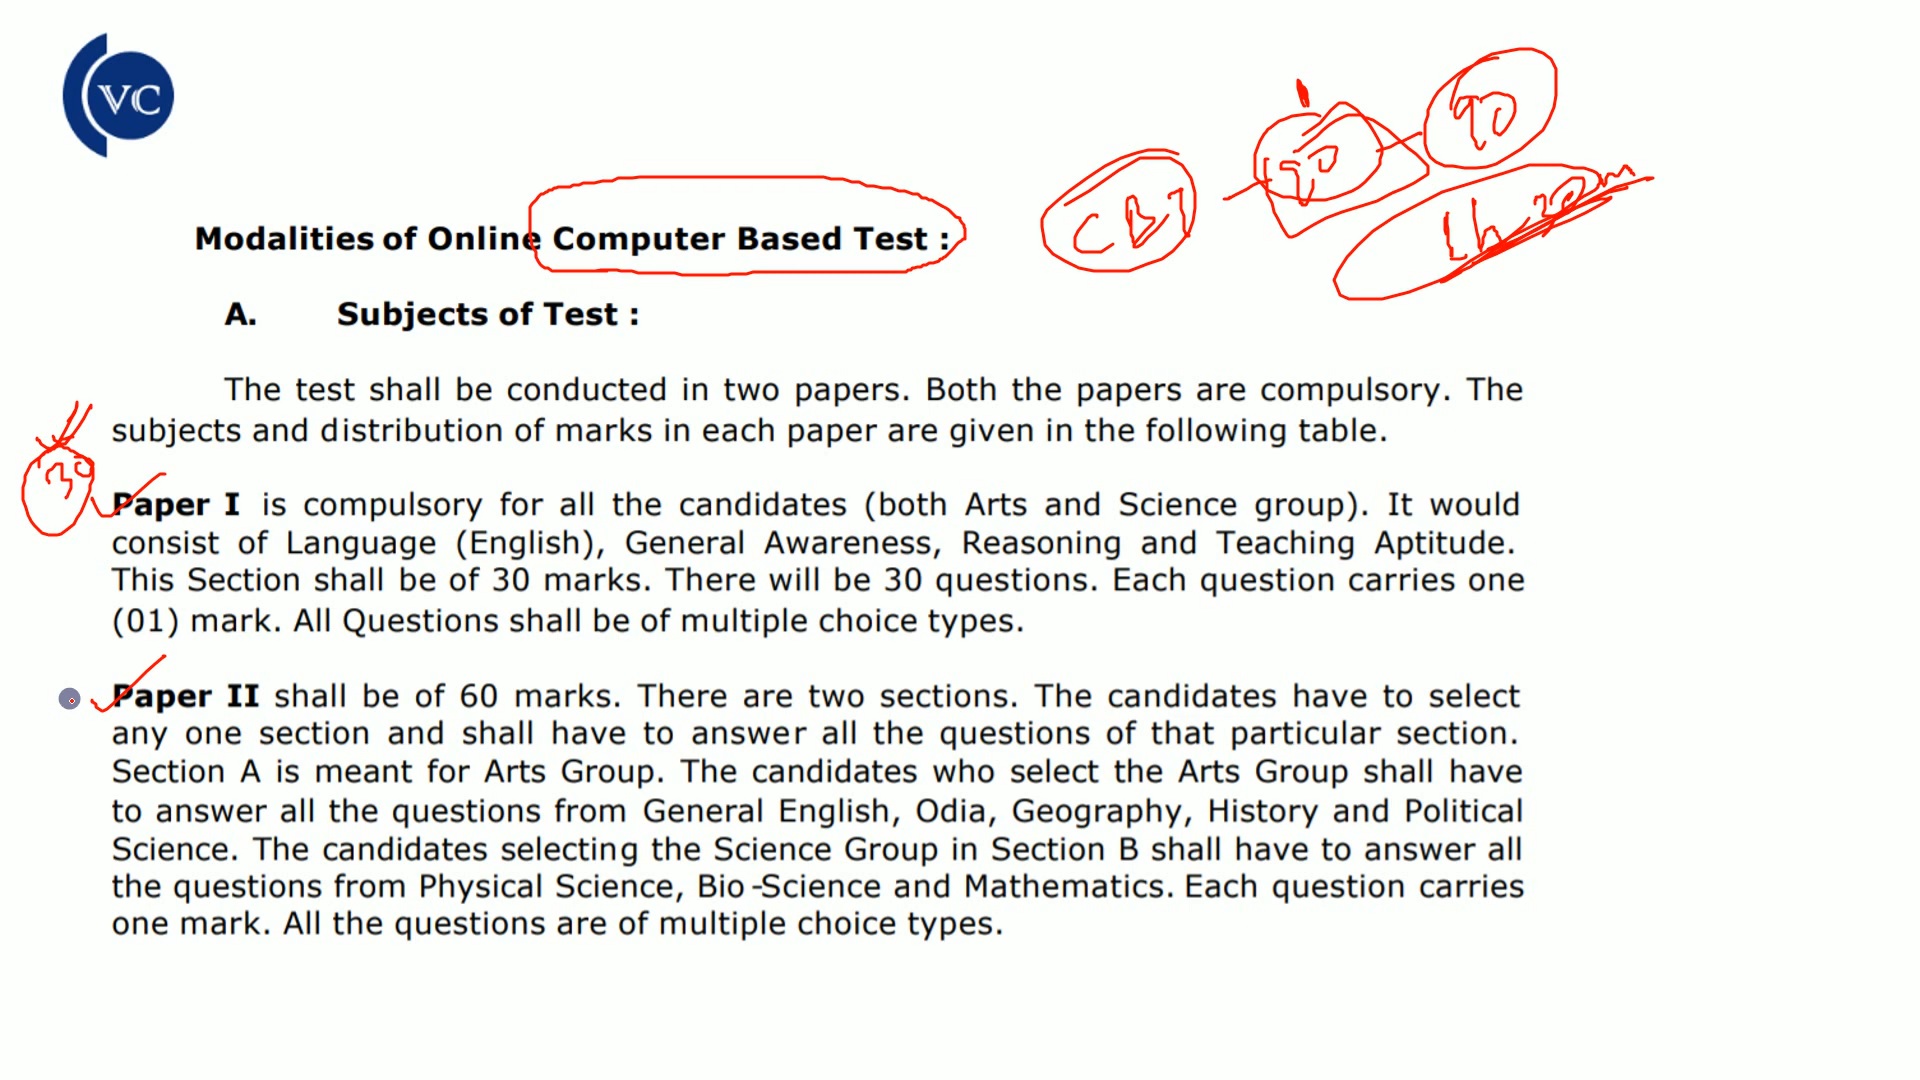 VC
90
CBT
1h 30m
Modalities of Online Computer Based Test :
A. Subjects of Test :
The test shall be conducted in two papers. Both the papers are compulsory. The
subjects and distribution of marks in each paper are given in the following table.
30
Paper I is compulsory for all the candidates (both Arts and Science group). It would
consist of Language (English), General Awareness, Reasoning and Teaching Aptitude.
This Section shall be of 30 marks. There will be 30 questions. Each question carries one
(01) mark. All Questions shall be of multiple choice types.
Paper II shall be of 60 marks. There are two sections. The candidates have to select
any one section and shall have to answer all the questions of that particular section.
Section A is meant for Arts Group. The candidates who select the Arts Group shall have
to answer all the questions from General English, Odia, Geography, History and Political
Science. The candidates selecting the Science Group in Section B shall have to answer all
the questions from Physical Science, Bio-Science and Mathematics. Each question carries
one mark. All the questions are of multiple choice types.